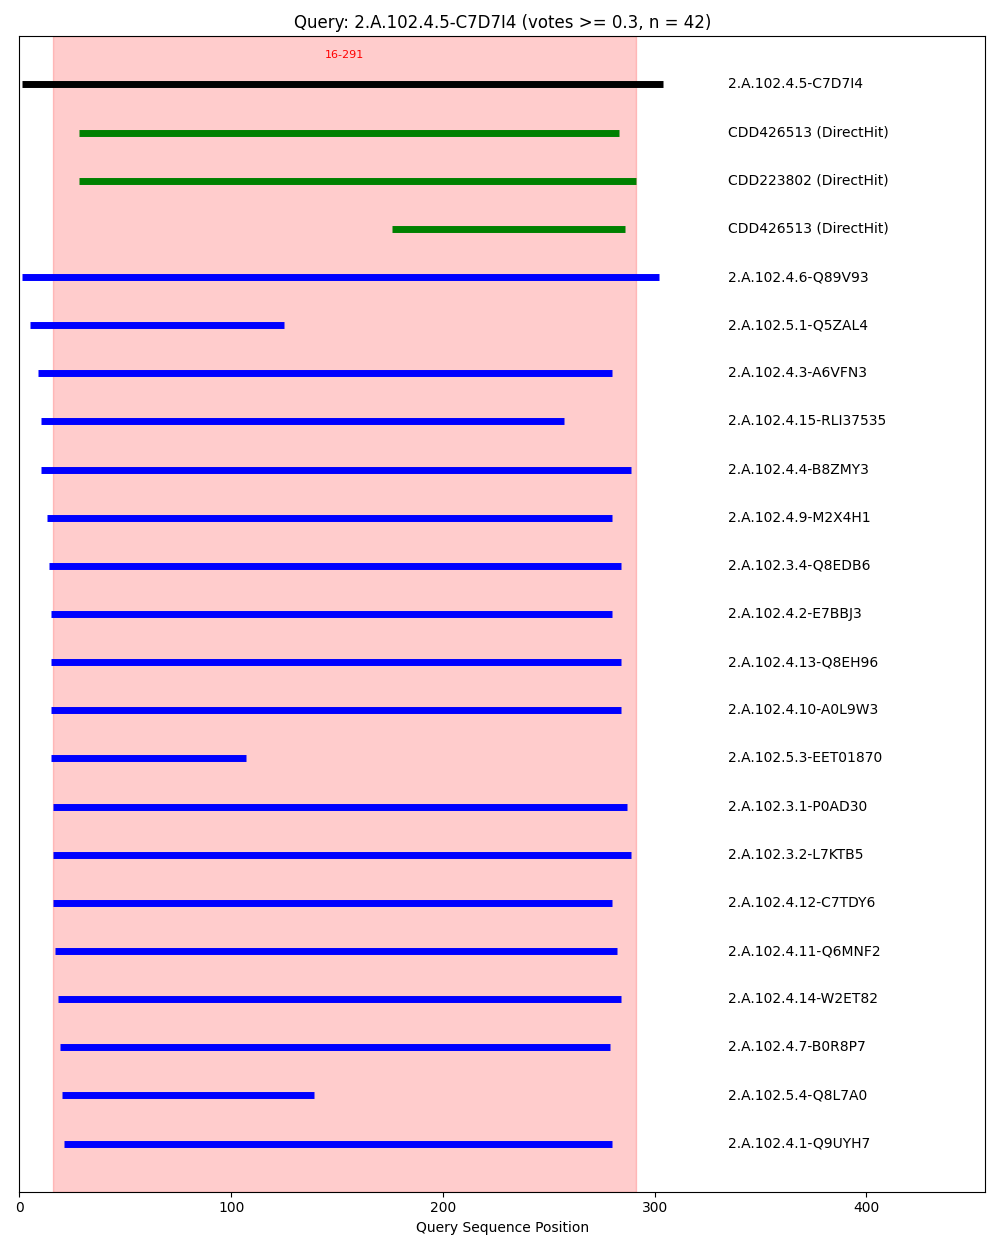 Query: 2.A.102.4.5-C7D7I4 (votes >= 0.3, n = 42)
16-291
2.A.102.4.5-C7D7I4
CDD426513 (DirectHit)
CDD223802 (DirectHit)
CDD426513 (DirectHit)
2.A.102.4.6-Q89V93
2.A.102.5.1-Q5ZAL4
2.A.102.4.3-A6VFN3
2.A.102.4.15-RLI37535
2.A.102.4.4-B8ZMY3
2.A.102.4.9-M2X4H1
2.A.102.3.4-Q8EDB6
2.A.102.4.2-E7BBJ3
2.A.102.4.13-Q8EH96
2.A.102.4.10-A0L9W3
2.A.102.5.3-EET01870
2.A.102.3.1-P0AD30
2.A.102.3.2-L7KTB5
2.A.102.4.12-C7TDY6
2.A.102.4.11-Q6MNF2
2.A.102.4.14-W2ET82
2.A.102.4.7-B0R8P7
2.A.102.5.4-Q8L7A0
2.A.102.4.1-Q9UYH7
0 100 200 300 400
Query Sequence Position